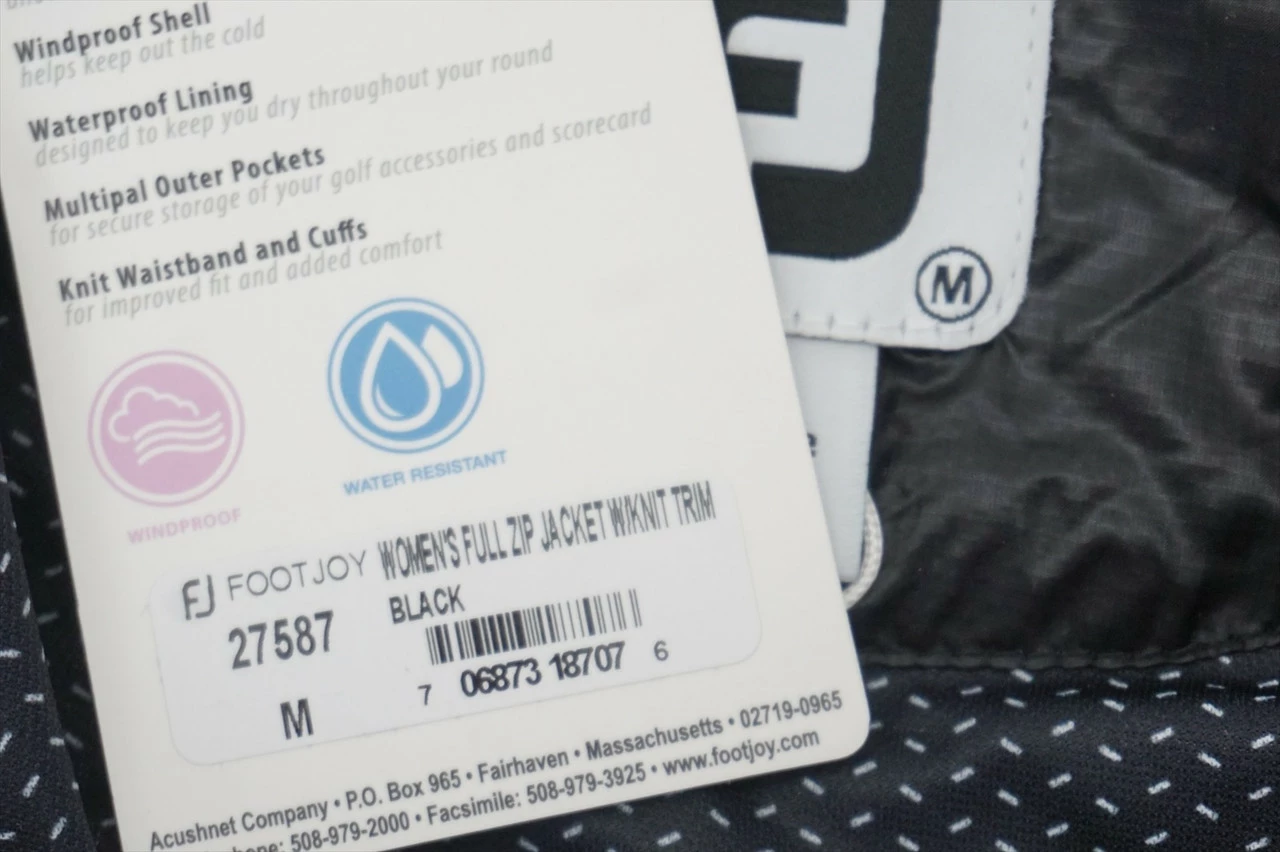 Windproof Shell
helps keep out the cold
Waterproof Lining
designed to keep you dry throughout your round
Multipal Outer Pockets
for secure storage of your golf accessories and scorecard
Knit Waistband and Cuffs
for improved fit and added comfort
WINDPROOF
WATER RESISTANT
FJ FOOTJOY WOMEN'S FULL ZIP JACKET W/KNIT TRIM
27587 BLACK
M
7 06873 18707 6
Acushnet Company • P.O. Box 965 • Fairhaven • Massachusetts • 02719-0965
508-979-2000 • Facsimile: 508-979-3925 • www.footjoy.com
M